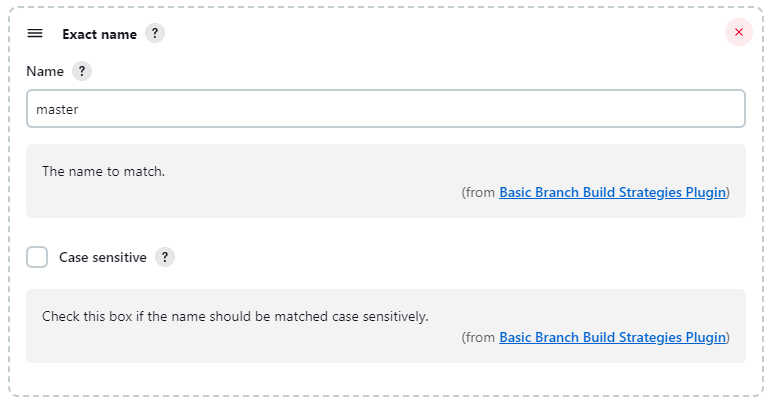 Exact name ?
Name ?
master
The name to match.
(from Basic Branch Build Strategies Plugin)
Case sensitive ?
Check this box if the name should be matched case sensitively.
(from Basic Branch Build Strategies Plugin)